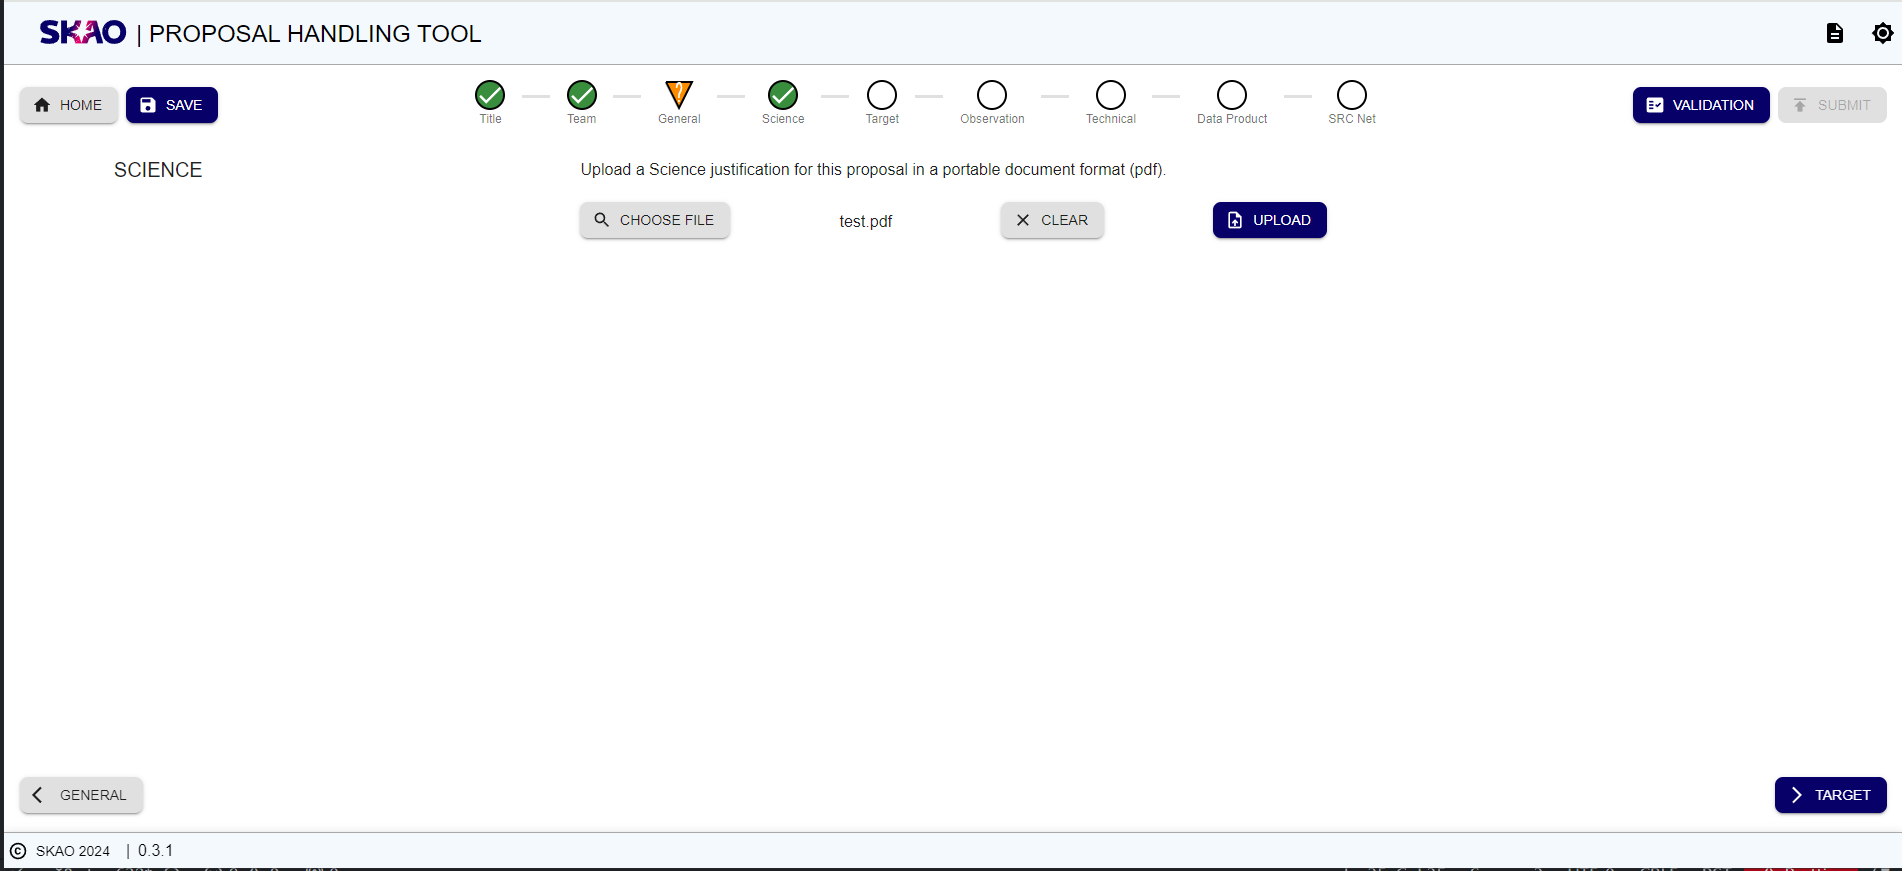 SKAO | PROPOSAL HANDLING TOOL
HOME
SAVE
?
Title
Team
General
Science
Target
Observation
Technical
Data Product
SRC Net
VALIDATION
SUBMIT
SCIENCE
Upload a Science justification for this proposal in a portable document format (pdf).
CHOOSE FILE
test.pdf
CLEAR
UPLOAD
GENERAL
TARGET
© SKAO 2024 | 0.3.1